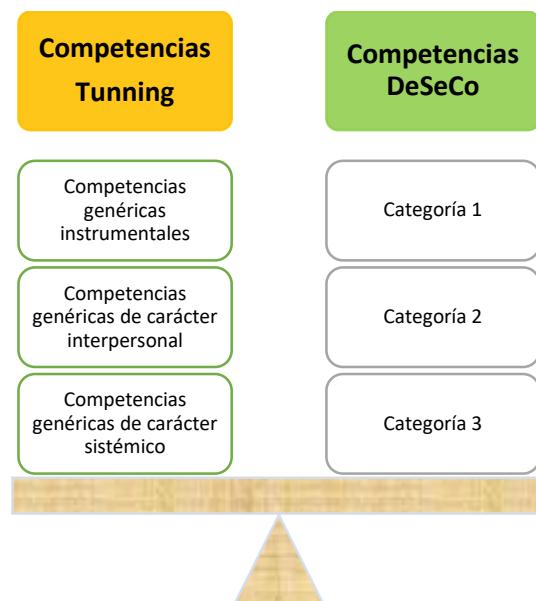 Competencias
Tunning
Competencias
DeSeCo
Competencias
genéricas
instrumentales
Categoría 1
Competencias
genéricas de carácter
interpersonal
Categoría 2
Competencias
genéricas de carácter
sistémico
Categoría 3